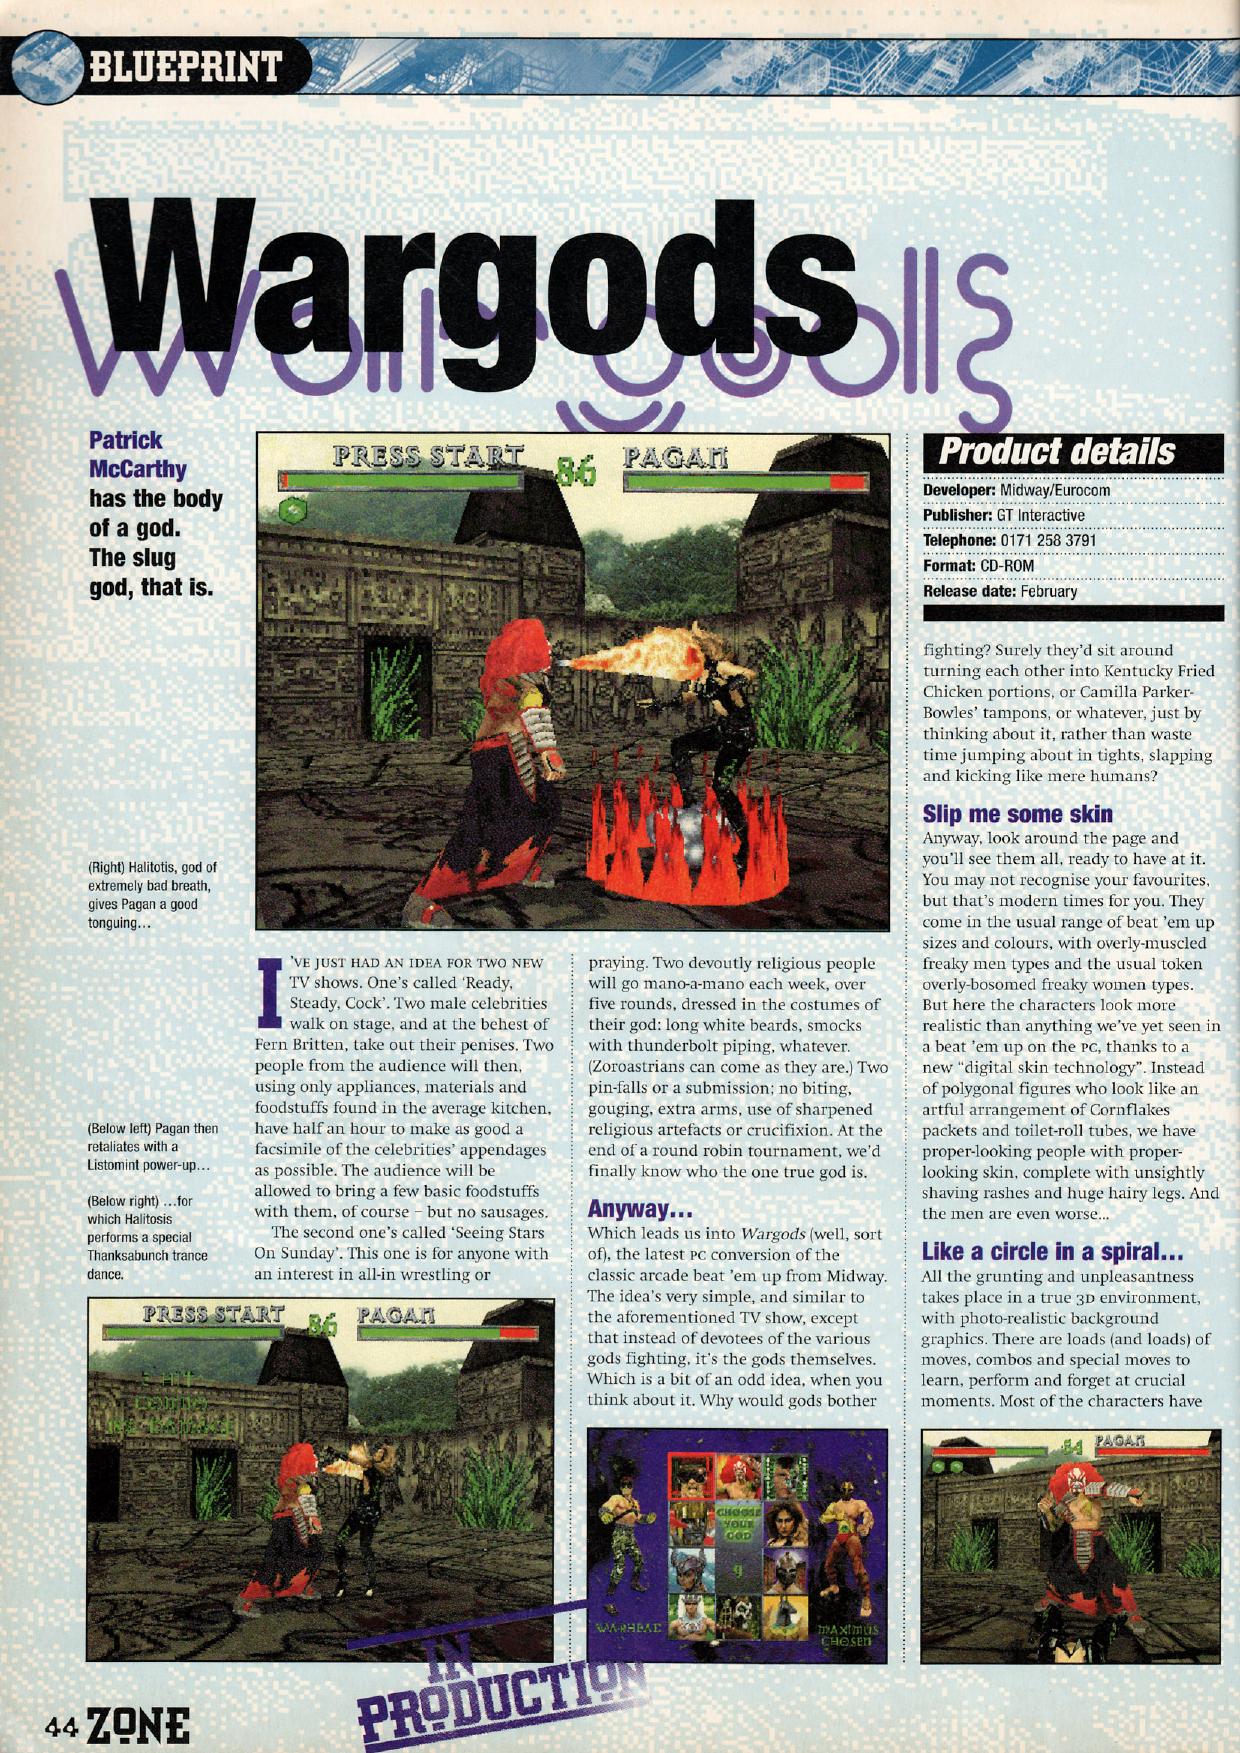 BLUEPRINT
Wargods
Wargods
Patrick
McCarthy
has the body
of a god.
The slug
god, that is.
PRESS START
86
PAGAN
Product details
Developer: Midway/Eurocom
Publisher: GT Interactive
Telephone: 0171 258 3791
Format: CD-ROM
Release date: February
(Right) Halitotis, god of
extremely bad breath,
gives Pagan a good
tonguing...
(Below left) Pagan then
retaliates with a
Listomint power-up...
(Below right) ...for
which Halitosis
performs a special
Thanksabunch trance
dance.
I'VE JUST HAD AN IDEA FOR TWO NEW
TV shows. One's called 'Ready,
Steady, Cock'. Two male celebrities
walk on stage, and at the behest of
Fern Britten, take out their penises. Two
people from the audience will then,
using only appliances, materials and
foodstuffs found in the average kitchen,
have half an hour to make as good a
facsimile of the celebrities' appendages
as possible. The audience will be
allowed to bring a few basic foodstuffs
with them, of course – but no sausages.
The second one's called 'Seeing Stars
On Sunday'. This one is for anyone with
an interest in all-in wrestling or
praying. Two devoutly religious people
will go mano-a-mano each week, over
five rounds, dressed in the costumes of
their god: long white beards, smocks
with thunderbolt piping, whatever.
(Zoroastrians can come as they are.) Two
pin-falls or a submission; no biting,
gouging, extra arms, use of sharpened
religious artefacts or crucifixion. At the
end of a round robin tournament, we'd
finally know who the one true god is.
Anyway...
Which leads us into Wargods (well, sort
of), the latest PC conversion of the
classic arcade beat 'em up from Midway.
The idea's very simple, and similar to
the aforementioned TV show, except
that instead of devotees of the various
gods fighting, it's the gods themselves.
Which is a bit of an odd idea, when you
think about it. Why would gods bother
fighting? Surely they'd sit around
turning each other into Kentucky Fried
Chicken portions, or Camilla Parker-
Bowles' tampons, or whatever, just by
thinking about it, rather than waste
time jumping about in tights, slapping
and kicking like mere humans?
Slip me some skin
Anyway, look around the page and
you'll see them all, ready to have at it.
You may not recognise your favourites,
but that's modern times for you. They
come in the usual range of beat 'em up
sizes and colours, with overly-muscled
freaky men types and the usual token
overly-bosomed freaky women types.
But here the characters look more
realistic than anything we've yet seen in
a beat 'em up on the PC, thanks to a
new "digital skin technology". Instead
of polygonal figures who look like an
artful arrangement of Cornflakes
packets and toilet-roll tubes, we have
proper-looking people with proper-
looking skin, complete with unsightly
shaving rashes and huge hairy legs. And
the men are even worse...
Like a circle in a spiral...
All the grunting and unpleasantness
takes place in a true 3D environment,
with photo-realistic background
graphics. There are loads (and loads) of
moves, combos and special moves to
learn, perform and forget at crucial
moments. Most of the characters have
PRESS START
86
PAGAN
3 Hit
Combo
CHOOSE
YOUR
GOD
9
WARHEAD
MAXIMUS
CHOSEN
84
PAGAN
IN
PRODUCTION
44 ZONE